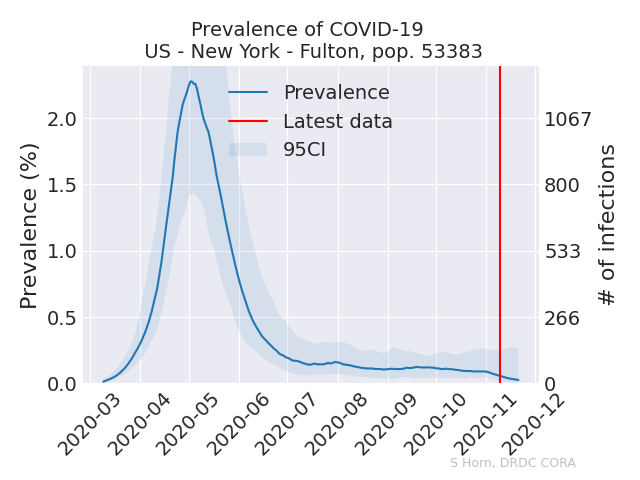 Prevalence of COVID-19
US - New York - Fulton, pop. 53383
Prevalence
Latest data
95CI
Prevalence (%)
2.0
1.5
1.0
0.5
0.0
1067
800
533
266
0
# of infections
2020-03
2020-04
2020-05
2020-06
2020-07
2020-08
2020-09
2020-10
2020-11
2020-12
S Horn, DRDC CORA